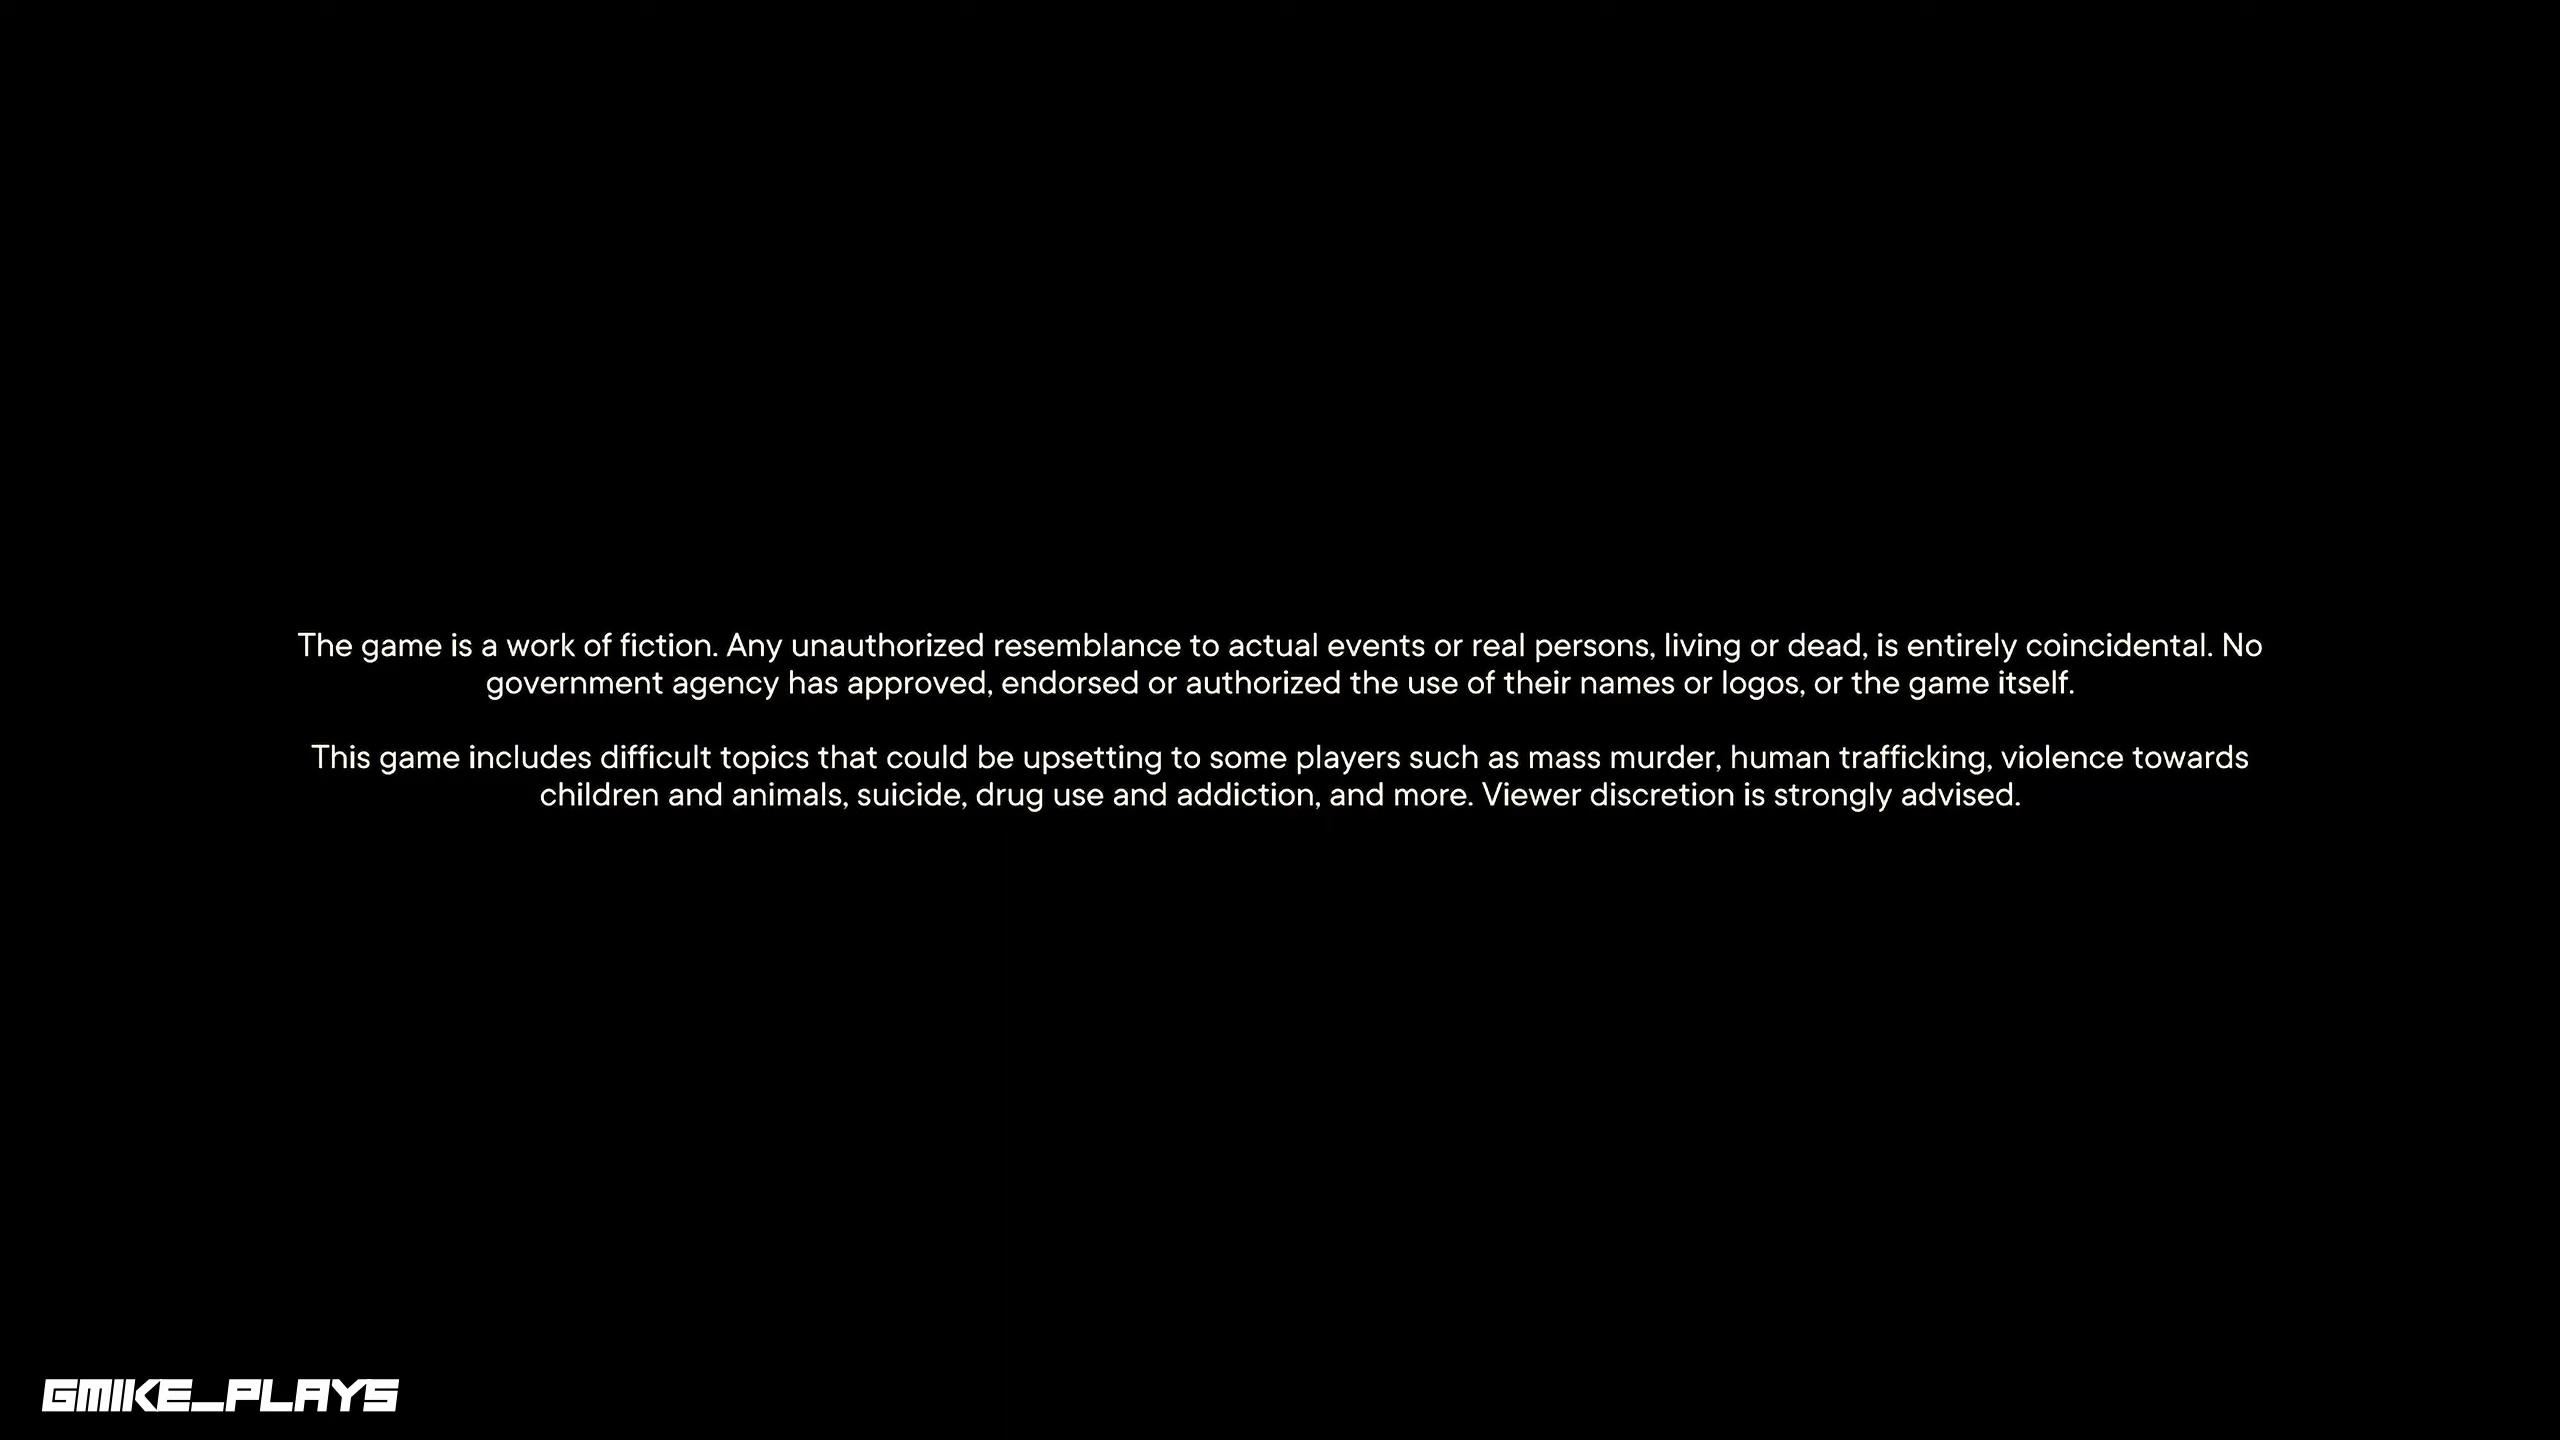 The game is a work of fiction. Any unauthorized resemblance to actual events or real persons, living or dead, is entirely coincidental. No
government agency has approved, endorsed or authorized the use of their names or logos, or the game itself.
This game includes difficult topics that could be upsetting to some players such as mass murder, human trafficking, violence towards
children and animals, suicide, drug use and addiction, and more. Viewer discretion is strongly advised.
GMIKE_PLAYS